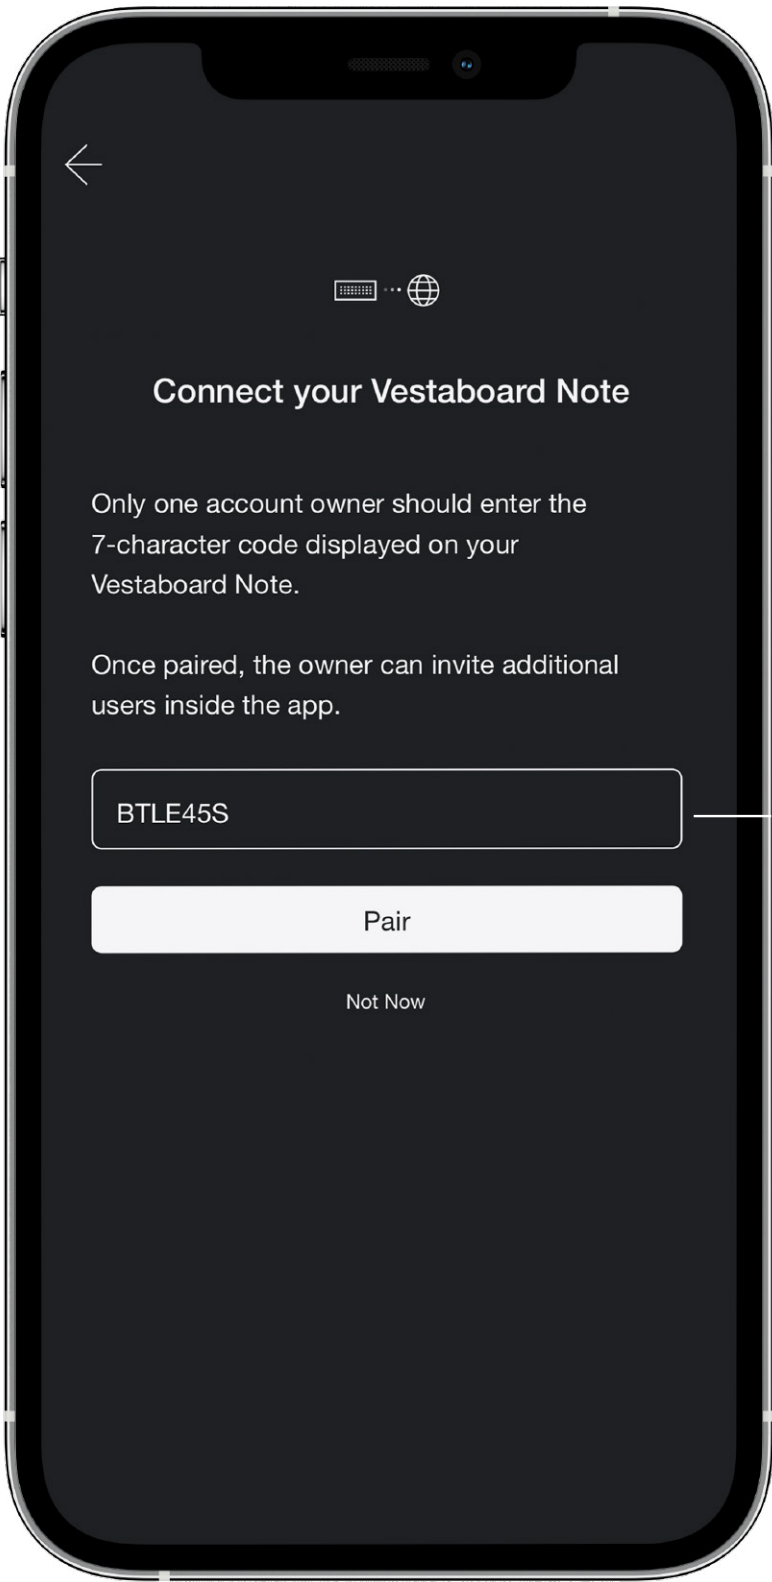 Connect your Vestaboard Note
Only one account owner should enter the
7-character code displayed on your
Vestaboard Note.
Once paired, the owner can invite additional
users inside the app.
BTLE45S
Pair
Not Now